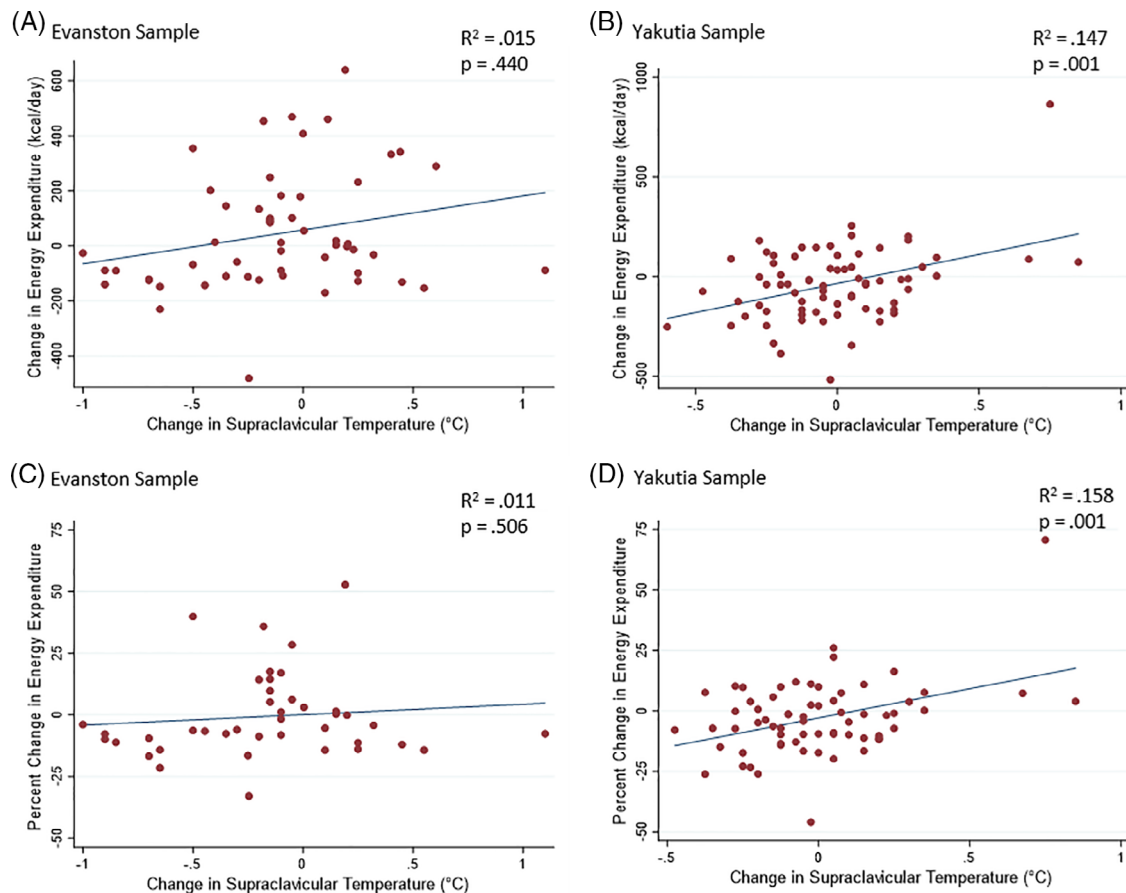 (A) Evanston Sample
R² = .015
p = .440
Change in Energy Expenditure (kcal/day)
600
400
200
0
-200
-400
-1 -.5 0 .5 1
Change in Supraclavicular Temperature (°C)
(B) Yakutia Sample
R² = .147
p = .001
Change in Energy Expenditure (kcal/day)
1000
500
0
-500
-.5 0 .5 1
Change in Supraclavicular Temperature (°C)
(C) Evanston Sample
R² = .011
p = .506
Percent Change in Energy Expenditure
75
50
25
0
-25
-50
-1 -.5 0 .5 1
Change in Supraclavicular Temperature (°C)
(D) Yakutia Sample
R² = .158
p = .001
Percent Change in Energy Expenditure
75
50
25
0
-25
-50
-.5 0 .5 1
Change in Supraclavicular Temperature (°C)